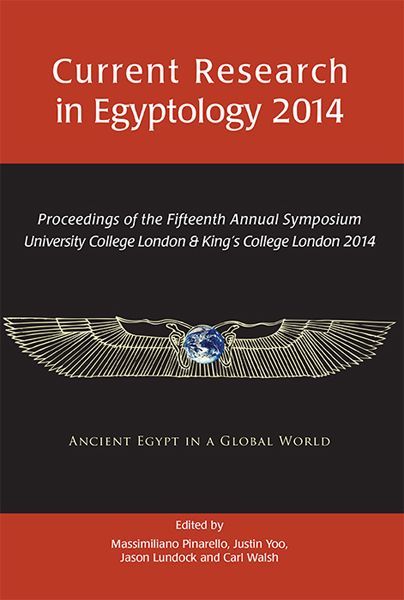 Current Research
in Egyptology 2014
Proceedings of the Fifteenth Annual Symposium
University College London & King's College London 2014
Ancient Egypt in a Global World
Edited by
Massimiliano Pinarello, Justin Yoo,
Jason Lundock and Carl Walsh